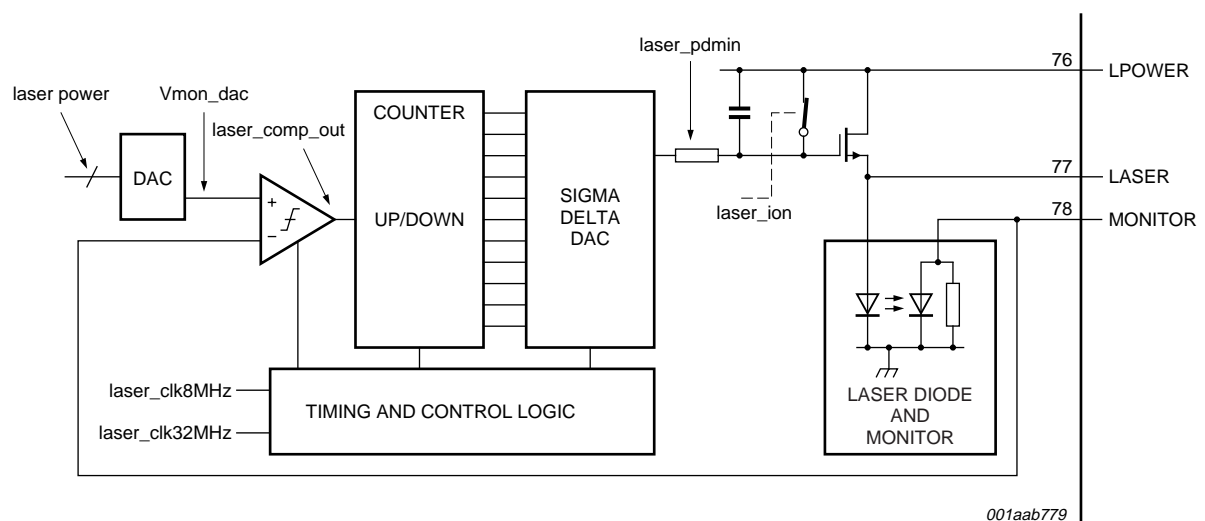 laser_pdmin
76
LPOWER
laser power
Vmon_dac
laser_comp_out
COUNTER
DAC
+
−
UP/DOWN
SIGMA
DELTA
DAC
laser_ion
77
LASER
78
MONITOR
laser_clk8MHz
laser_clk32MHz
TIMING AND CONTROL LOGIC
LASER DIODE
AND
MONITOR
001aab779